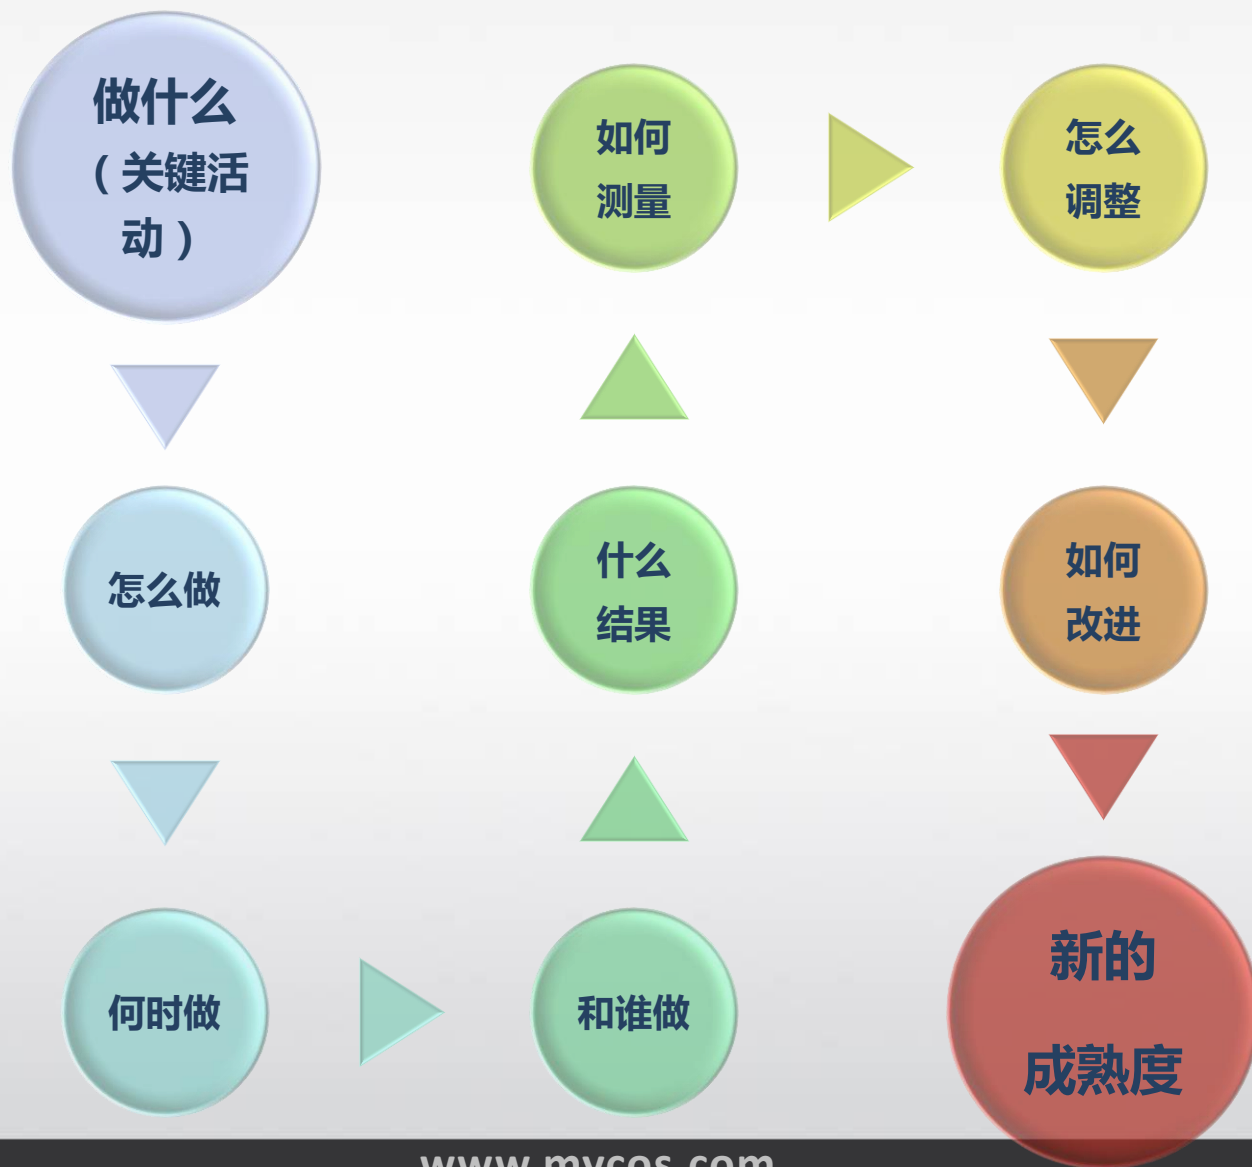 做什么
（关键活
动）
怎么做
何时做
和谁做
什么
结果
如何
测量
怎么
调整
如何
改进
新的
成熟度
www.mycos.com